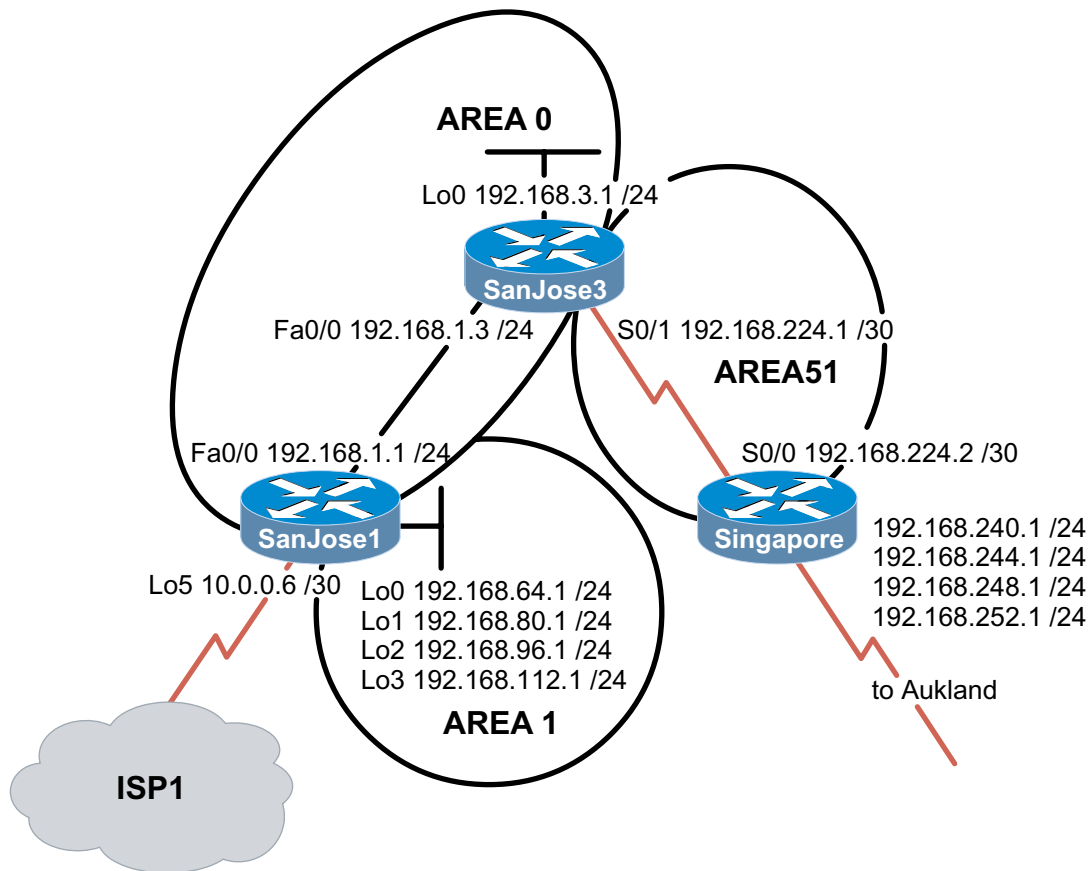 AREA 0
Lo0 192.168.3.1 /24
SanJose3
Fa0/0 192.168.1.3 /24
S0/1 192.168.224.1 /30
AREA51
Fa0/0 192.168.1.1 /24
S0/0 192.168.224.2 /30
SanJose1
Singapore
192.168.240.1 /24
192.168.244.1 /24
192.168.248.1 /24
192.168.252.1 /24
Lo5 10.0.0.6 /30
Lo0 192.168.64.1 /24
Lo1 192.168.80.1 /24
Lo2 192.168.96.1 /24
Lo3 192.168.112.1 /24
to Aukland
AREA 1
ISP1